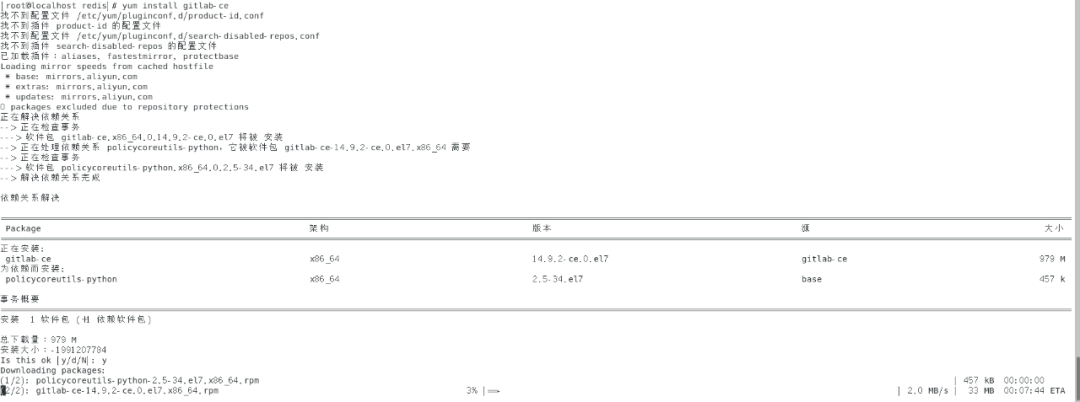 [root@localhost redis]# yum install gitlab-ce
找不到配置文件 /etc/yum/pluginconf.d/product-id.conf
找不到插件 product-id 的配置文件
找不到配置文件 /etc/yum/pluginconf.d/search-disabled-repos.conf
找不到插件 search-disabled-repos 的配置文件
已加载插件：aliases, fastestmirror, protectbase
Loading mirror speeds from cached hostfile
 * base: mirrors.aliyun.com
 * extras: mirrors.aliyun.com
 * updates: mirrors.aliyun.com
0 packages excluded due to repository protections
正在解决依赖关系
--> 正在检查事务
---> 软件包 gitlab-ce.x86_64.0.14.9.2-ce.0.el7 将被 安装
--> 正在处理依赖关系 policycoreutils-python，它被软件包 gitlab-ce-14.9.2-ce.0.el7.x86_64 需要
--> 正在检查事务
---> 软件包 policycoreutils-python.x86_64.0.2.5-34.el7 将被 安装
--> 解决依赖关系完成
依赖关系解决
Package 架构 版本 源 大小
正在安装:
gitlab-ce x86_64 14.9.2-ce.0.el7 gitlab-ce 979 M
为依赖而安装:
policycoreutils-python x86_64 2.5-34.el7 base 457 k
事务概要
安装 1 软件包 (+1 依赖软件包)
总下载量：979 M
安装大小：-1991207784
Is this ok [y/d/N]: y
Downloading packages:
(1/2): policycoreutils-python-2.5-34.el7.x86_64.rpm | 457 kB 00:00:00
(2/2): gitlab-ce-14.9.2-ce.0.el7.x86_64.rpm 3% [=> ] 2.0 MB/s | 33 MB 00:07:44 ETA